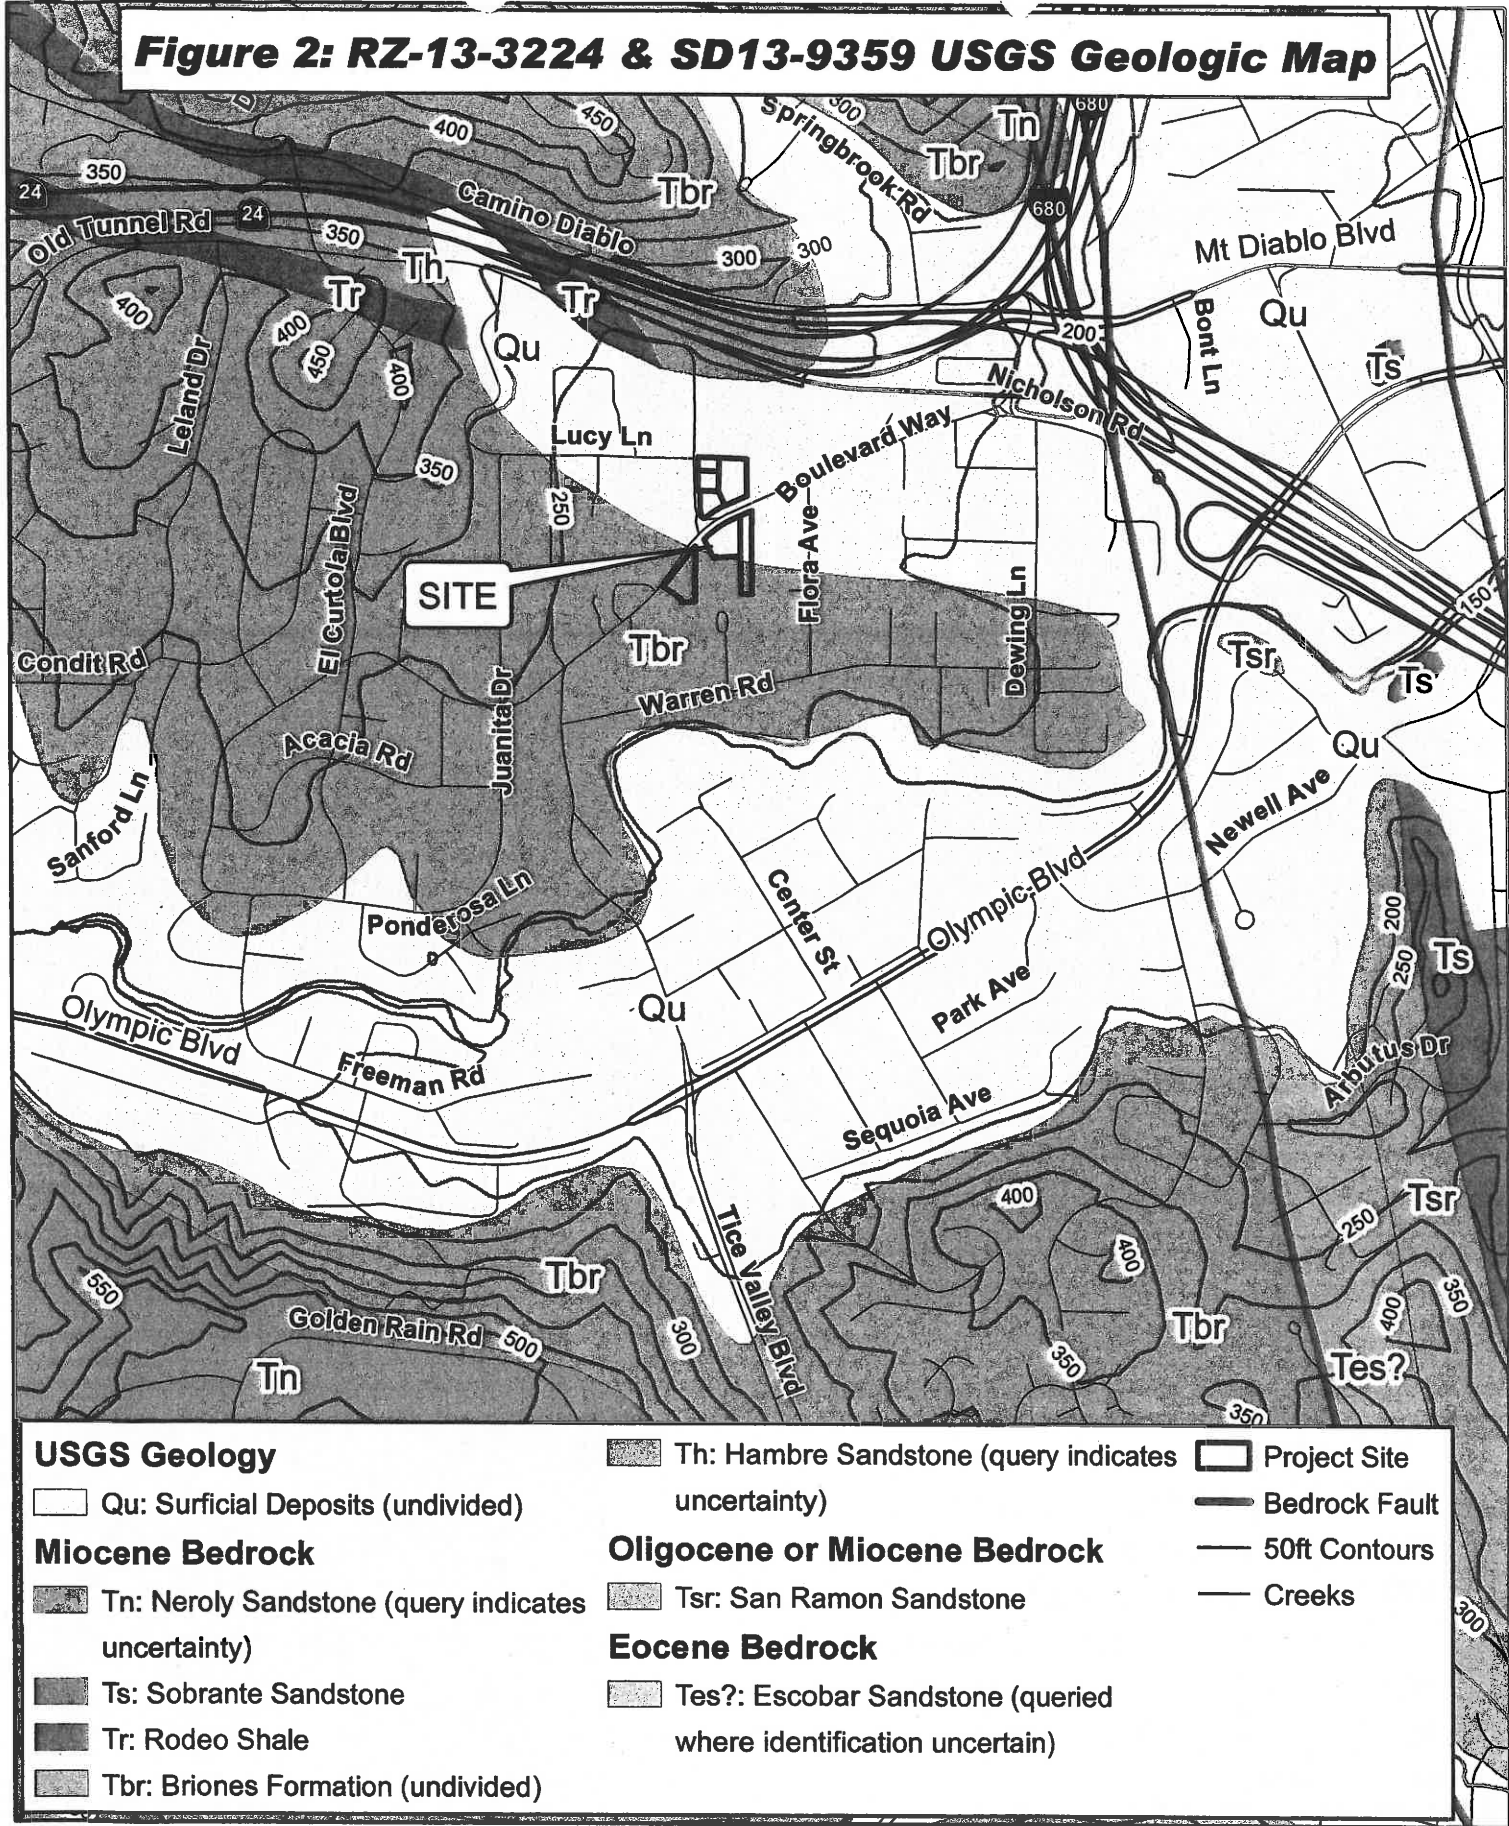 Figure 2: RZ-13-3224 & SD13-9359 USGS Geologic Map
680
300
450
Tn
400
Springbrook Rd
Tbr
350
24
Tbr
Camino Diablo
680
24
Old Tunnel Rd
350
Mt Diablo Blvd
300
300
Th
Tr
Tr
400
Qu
Bont Ln
400
200
Qu
450
400
Ts
Leland Dr
Nicholson Rd
Lucy Ln
Boulevard Way
350
250
El Curtola Blvd
Flora Ave
SITE
150
Dewing Ln
Tbr
Tsr
Condit Rd
Ts
Warren Rd
Juanita Dr
Acacia Rd
Qu
Sanford Ln
Newell Ave
Center St
Olympic Blvd
Ponderosa Ln
200
250
Ts
Park Ave
Qu
Olympic Blvd
Freeman Rd
Arbutus Dr
Sequoia Ave
400
Tsr
250
400
Tice Valley Blvd
Tbr
550
350
400
Golden Rain Rd
500
300
Tbr
350
Tes?
Tn
350
USGS Geology
Qu: Surficial Deposits (undivided)
Miocene Bedrock
Tn: Neroly Sandstone (query indicates
uncertainty)
Ts: Sobrante Sandstone
Tr: Rodeo Shale
Tbr: Briones Formation (undivided)
Th: Hambre Sandstone (query indicates
uncertainty)
Oligocene or Miocene Bedrock
Tsr: San Ramon Sandstone
Eocene Bedrock
Tes?: Escobar Sandstone (queried
where identification uncertain)
Project Site
Bedrock Fault
50ft Contours
Creeks
300